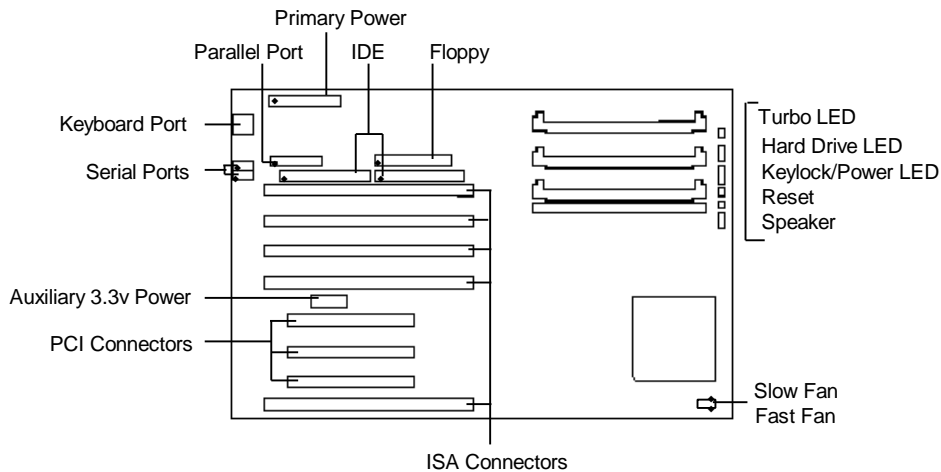 Primary Power
Parallel Port
IDE
Floppy
Keyboard Port
Serial Ports
Turbo LED
Hard Drive LED
Keylock/Power LED
Reset
Speaker
Auxiliary 3.3v Power
PCI Connectors
Slow Fan
Fast Fan
ISA Connectors